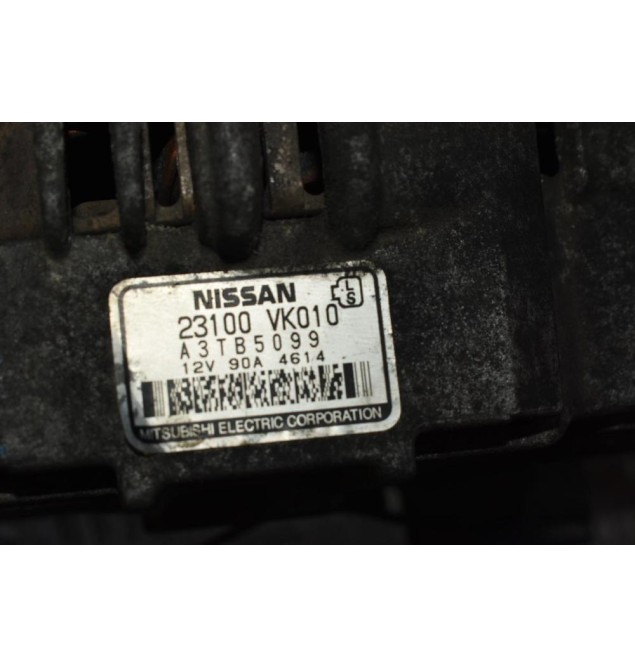 NISSAN
L
S
23100 VK010
A3TB5099
12V 90A 4614
MITSUBISHI ELECTRIC CORPORATION